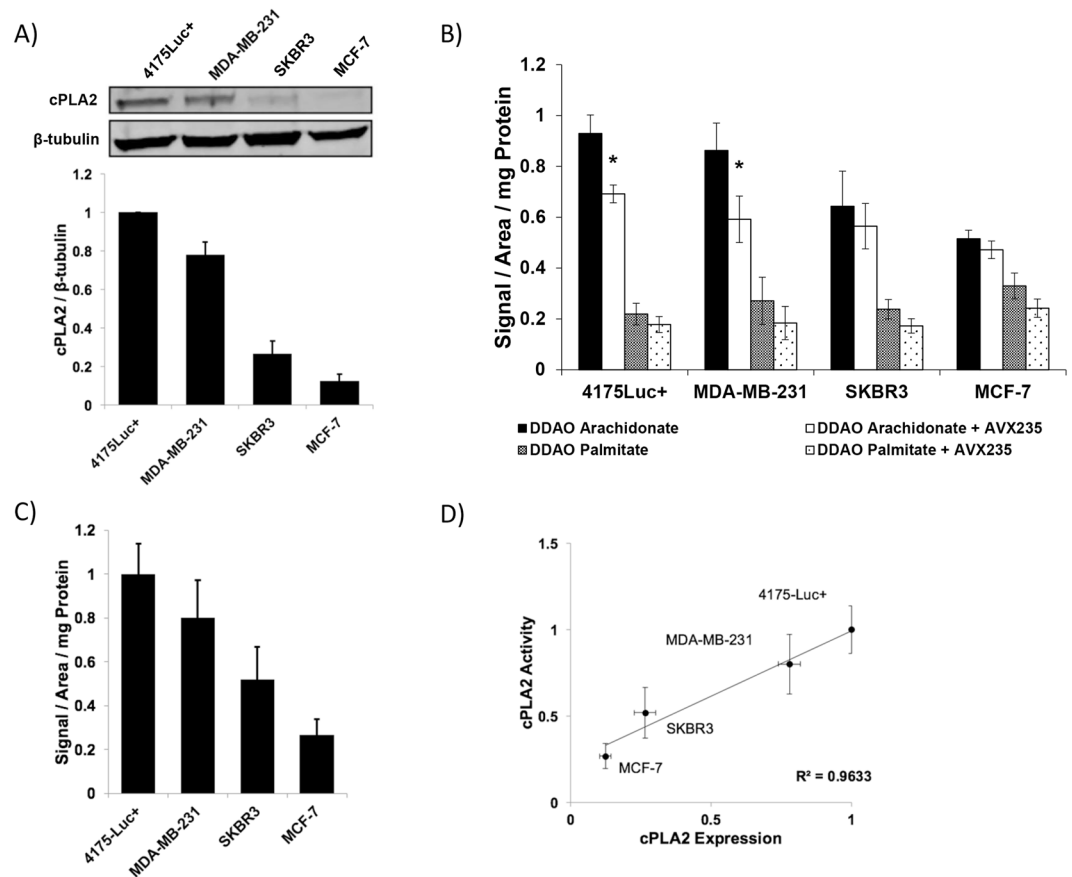 A)
4175Luc+
MDA-MB-231
SKBR3
MCF-7
cPLA2
β-tubulin
cPLA2 / β-tubulin
1.2
1
0.8
0.6
0.4
0.2
0
4175Luc+
MDA-MB-231
SKBR3
MCF-7
B)
Signal / Area / mg Protein
1.2
1
0.8
0.6
0.4
0.2
0
*
*
4175Luc+ MDA-MB-231 SKBR3 MCF-7
DDAO Arachidonate DDAO Arachidonate + AVX235
DDAO Palmitate DDAO Palmitate + AVX235
C)
Signal / Area / mg Protein
1.2
1
0.8
0.6
0.4
0.2
0
4175-Luc+
MDA-MB-231
SKBR3
MCF-7
D)
cPLA2 Activity
1.5
1
0.5
0
4175-Luc+
MDA-MB-231
SKBR3
MCF-7
R² = 0.9633
0 0.5 1
cPLA2 Expression